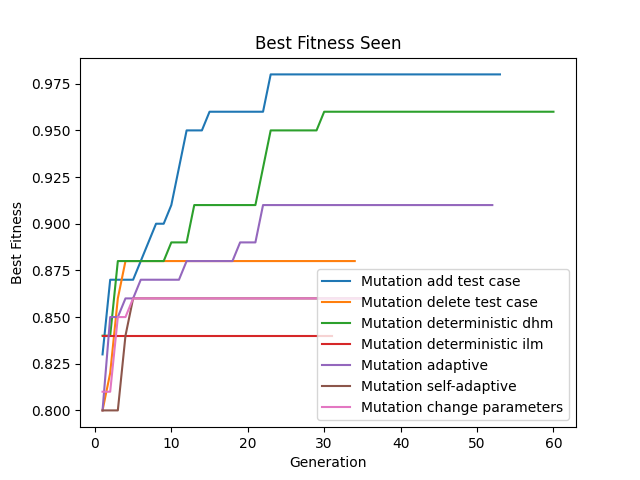 Best Fitness Seen
Best Fitness
0.975
0.950
0.925
0.900
0.875
0.850
0.825
0.800
Mutation add test case
Mutation delete test case
Mutation deterministic dhm
Mutation deterministic ilm
Mutation adaptive
Mutation self-adaptive
Mutation change parameters
0 10 20 30 40 50 60
Generation